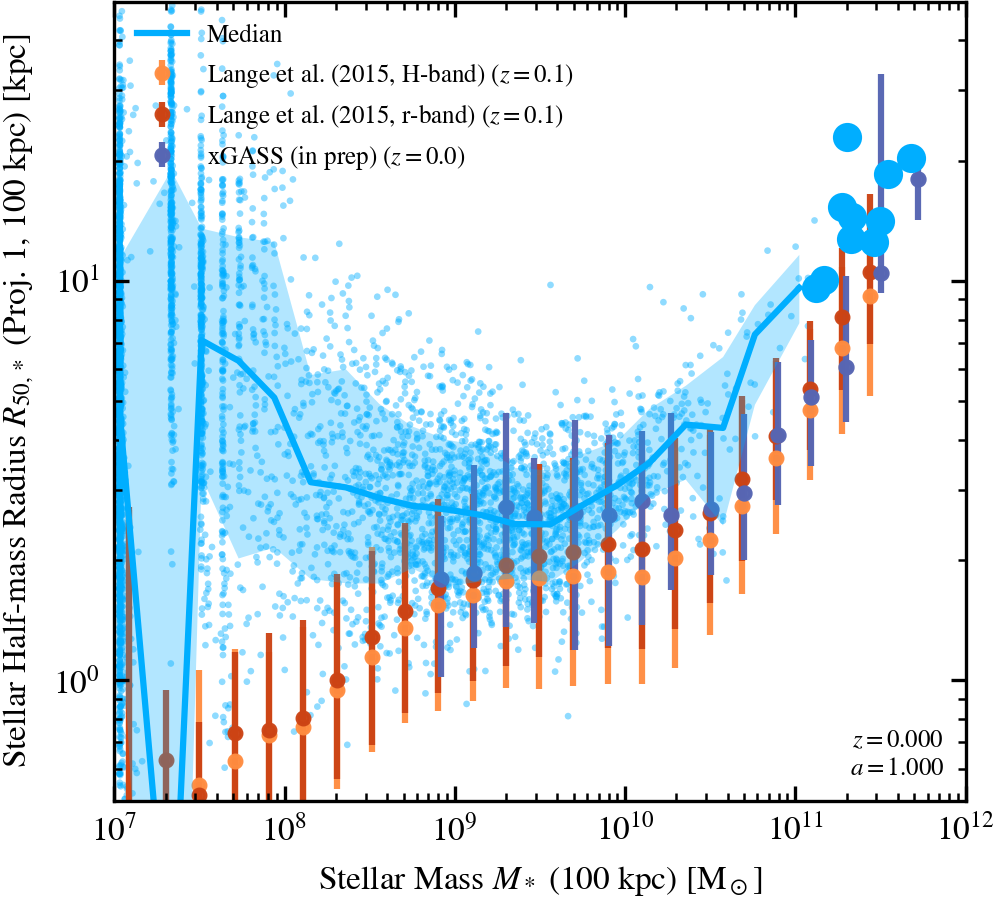 Median
Lange et al. (2015, H-band) (z = 0.1)
Lange et al. (2015, r-band) (z = 0.1)
xGASS (in prep) (z = 0.0)
Stellar Half-mass Radius R₅₀,∗ (Proj. 1, 100 kpc) [kpc]
10¹
10⁰
z = 0.000
a = 1.000
10⁷ 10⁸ 10⁹ 10¹⁰ 10¹¹ 10¹²
Stellar Mass M∗ (100 kpc) [M⊙]